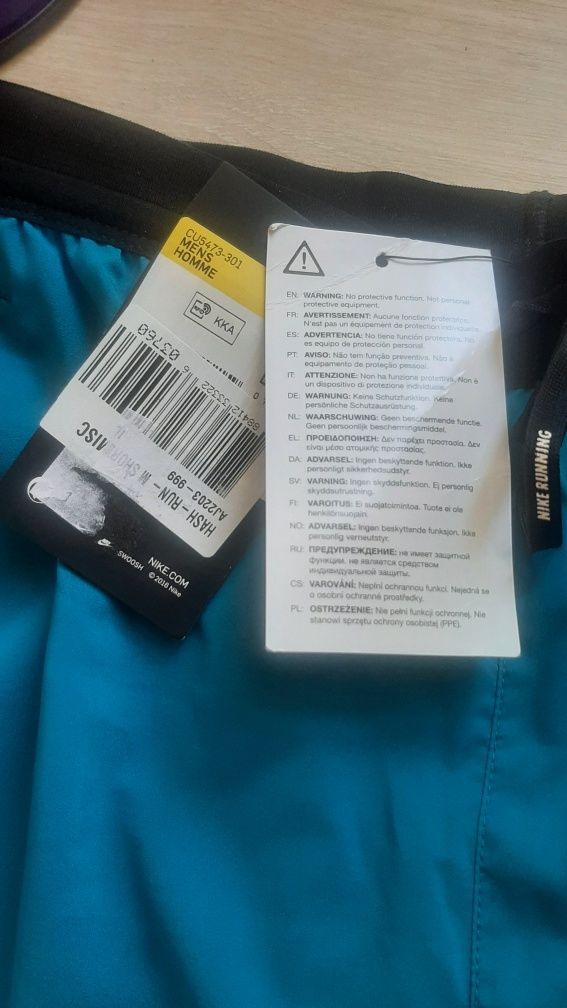 CU5473-301
MENS
HOMME
KKA
603760
HASH-RUN-M SHORT MISC
AJ2203-999
NIKE.COM
SWOOSH © 2018 Nike
EN: WARNING: No protective function. Not personal
protective equipment.
FR: AVERTISSEMENT: Aucune fonction protectrice.
N'est pas un équipement de protection individuelle.
ES: ADVERTENCIA: No tiene función protectora. No
es equipo de protección personal.
PT: AVISO: Não tem função preventiva. Não é
equipamento de proteção pessoal.
IT: ATTENZIONE: Non ha funzione protettiva. Non è
un dispositivo di protezione individuale.
DE: WARNUNG: Keine Schutzfunktion. Keine
persönliche Schutzausrüstung.
NL: WAARSCHUWING: Geen beschermende functie.
Geen persoonlijk beschermingsmiddel.
EL: ΠΡΟΕΙΔΟΠΟΙΗΣΗ: Δεν παρέχει προστασία. Δεν
είναι μέσο ατομικής προστασίας.
DA: ADVARSEL: Ingen beskyttende funktion. Ikke
personligt sikkerhedsudstyr.
SV: VARNING: Ingen skyddsfunktion. Ej personlig
skyddsutrustning.
FI: VAROITUS: Ei suojatoimintoa. Tuote ei ole
henkilönsuojain.
NO: ADVARSEL: Ingen beskyttende funksjon. Ikke
personlig verneutstyr.
RU: ПРЕДУПРЕЖДЕНИЕ: не имеет защитной
функции. не является средством
индивидуальной защиты.
CS: VAROVÁNÍ: Neplní ochrannou funkci. Nejedná se
o osobní ochranné prostředky.
PL: OSTRZEŻENIE: Nie pełni funkcji ochronnej. Nie
stanowi sprzętu ochrony osobistej (PPE).
NIKE RUNNING